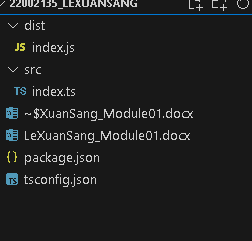 22002135_LEXUANSANG
dist
JS index.js
src
TS index.ts
~$XuanSang_Module01.docx
LeXuanSang_Module01.docx
{} package.json
TS tsconfig.json